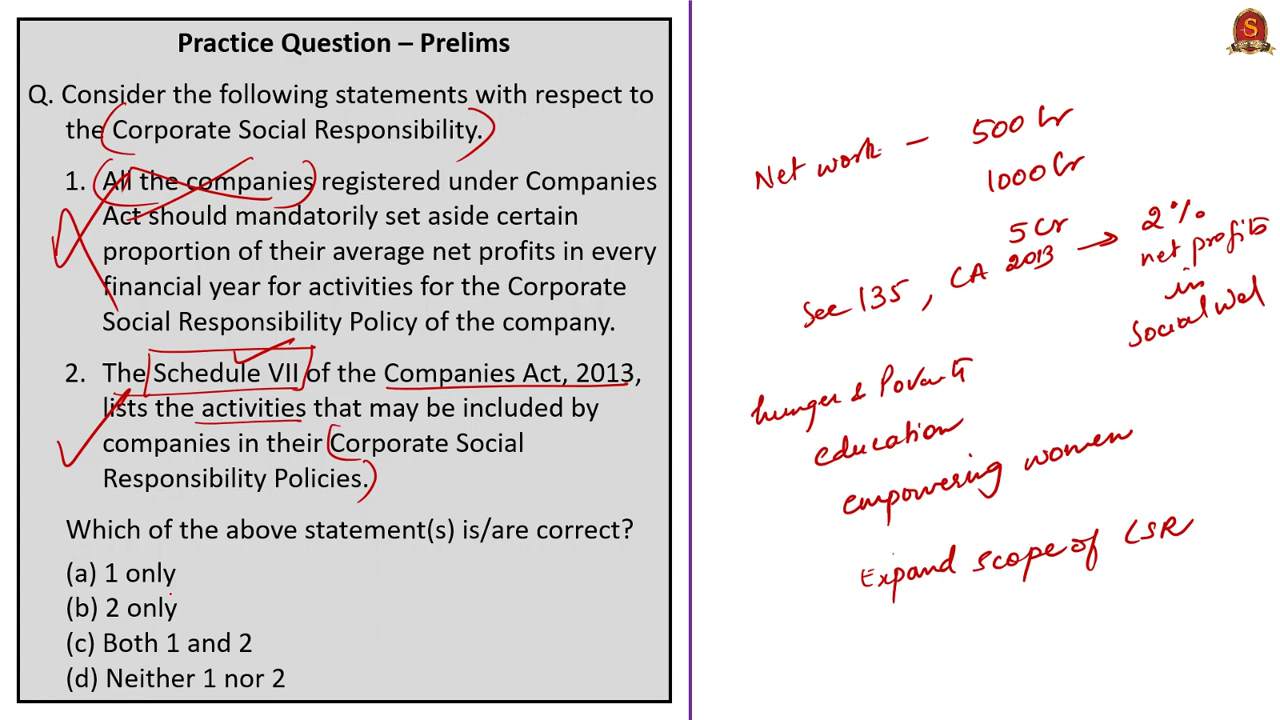 Practice Question – Prelims
Q. Consider the following statements with respect to
the Corporate Social Responsibility.
1. All the companies registered under Companies
Act should mandatorily set aside certain
proportion of their average net profits in every
financial year for activities for the Corporate
Social Responsibility Policy of the company.
2. The Schedule VII of the Companies Act, 2013,
lists the activities that may be included by
companies in their Corporate Social
Responsibility Policies.
Which of the above statement(s) is/are correct?
(a) 1 only
(b) 2 only
(c) Both 1 and 2
(d) Neither 1 nor 2
S
Net work – 500 Cr
1000 Cr
5 Cr
Sec 135, CA 2013 → 2%
net profits
in
Social Wel
hunger &
education
empowering women
Expand scope of CSR